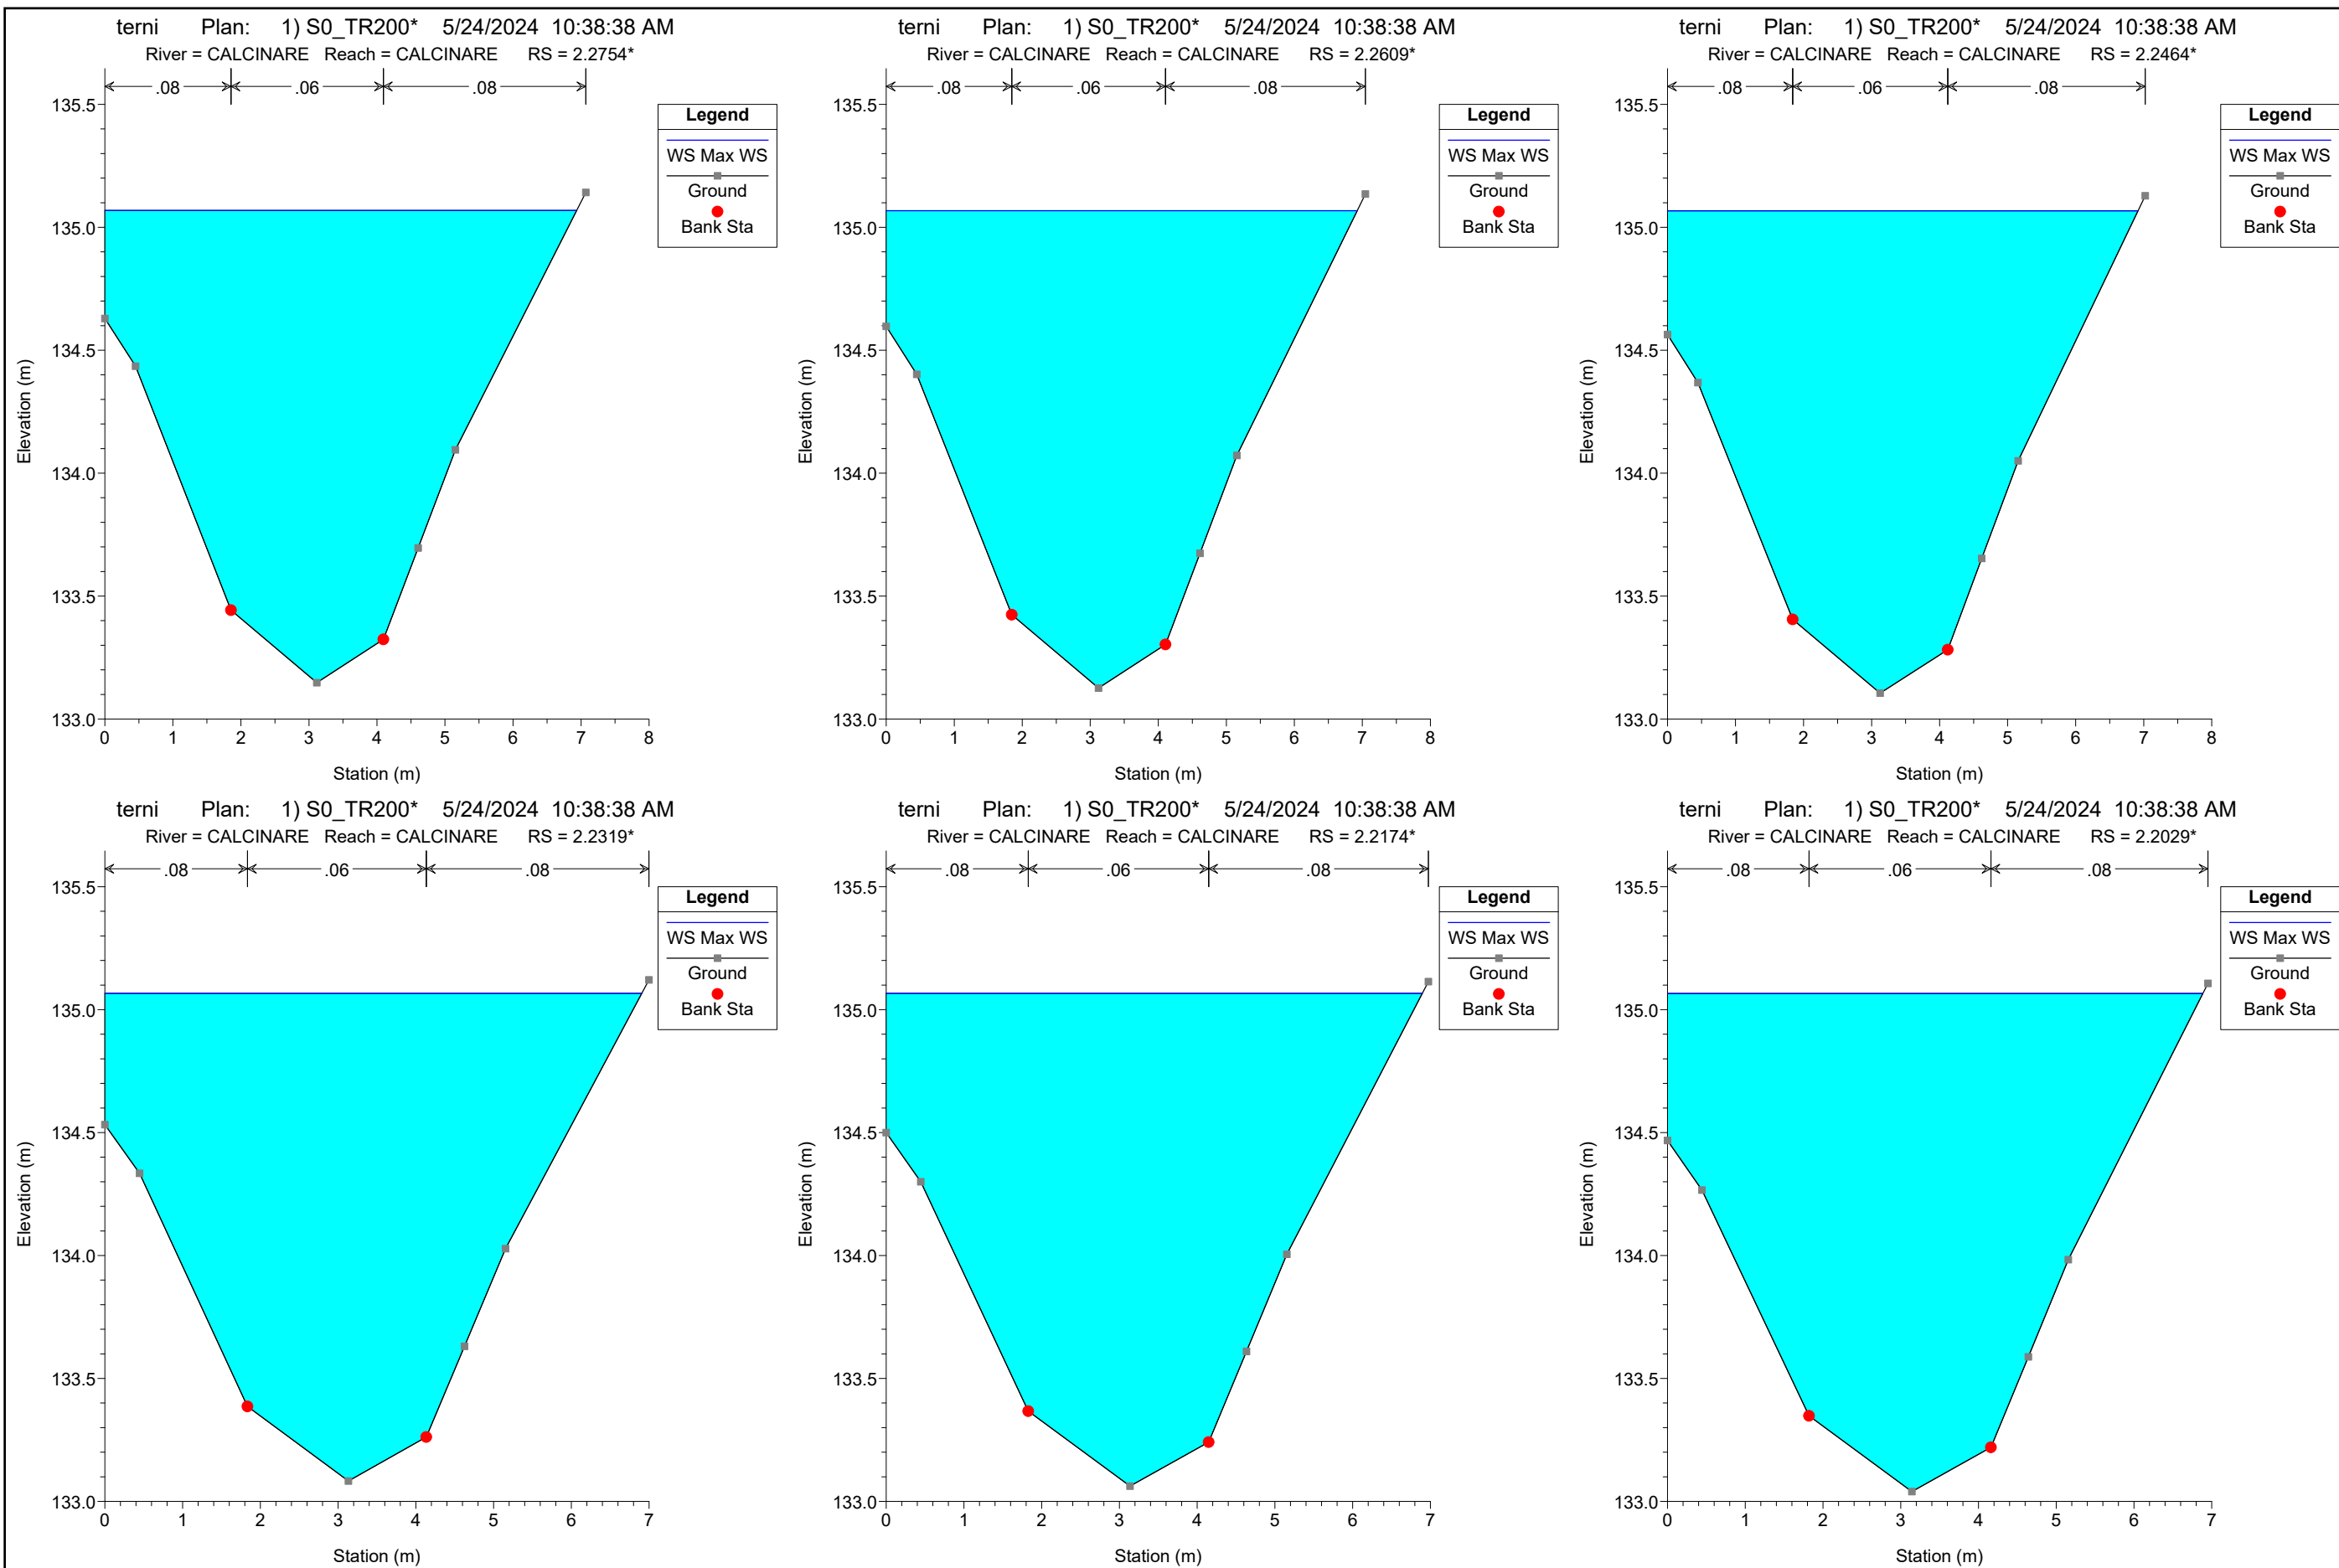 terni Plan: 1) S0_TR200* 5/24/2024 10:38:38 AM
River = CALCINARE Reach = CALCINARE RS = 2.2754*
.08 .06 .08
135.5
135.0
134.5
134.0
133.5
133.0
Elevation (m)
0 1 2 3 4 5 6 7 8
Station (m)
Legend
WS Max WS
Ground
Bank Sta
terni Plan: 1) S0_TR200* 5/24/2024 10:38:38 AM
River = CALCINARE Reach = CALCINARE RS = 2.2609*
.08 .06 .08
135.5
135.0
134.5
134.0
133.5
133.0
Elevation (m)
0 1 2 3 4 5 6 7 8
Station (m)
Legend
WS Max WS
Ground
Bank Sta
terni Plan: 1) S0_TR200* 5/24/2024 10:38:38 AM
River = CALCINARE Reach = CALCINARE RS = 2.2464*
.08 .06 .08
135.5
135.0
134.5
134.0
133.5
133.0
Elevation (m)
0 1 2 3 4 5 6 7 8
Station (m)
Legend
WS Max WS
Ground
Bank Sta
terni Plan: 1) S0_TR200* 5/24/2024 10:38:38 AM
River = CALCINARE Reach = CALCINARE RS = 2.2319*
.08 .06 .08
135.5
135.0
134.5
134.0
133.5
133.0
Elevation (m)
0 1 2 3 4 5 6 7
Station (m)
Legend
WS Max WS
Ground
Bank Sta
terni Plan: 1) S0_TR200* 5/24/2024 10:38:38 AM
River = CALCINARE Reach = CALCINARE RS = 2.2174*
.08 .06 .08
135.5
135.0
134.5
134.0
133.5
133.0
Elevation (m)
0 1 2 3 4 5 6 7
Station (m)
Legend
WS Max WS
Ground
Bank Sta
terni Plan: 1) S0_TR200* 5/24/2024 10:38:38 AM
River = CALCINARE Reach = CALCINARE RS = 2.2029*
.08 .06 .08
135.5
135.0
134.5
134.0
133.5
133.0
Elevation (m)
0 1 2 3 4 5 6 7
Station (m)
Legend
WS Max WS
Ground
Bank Sta